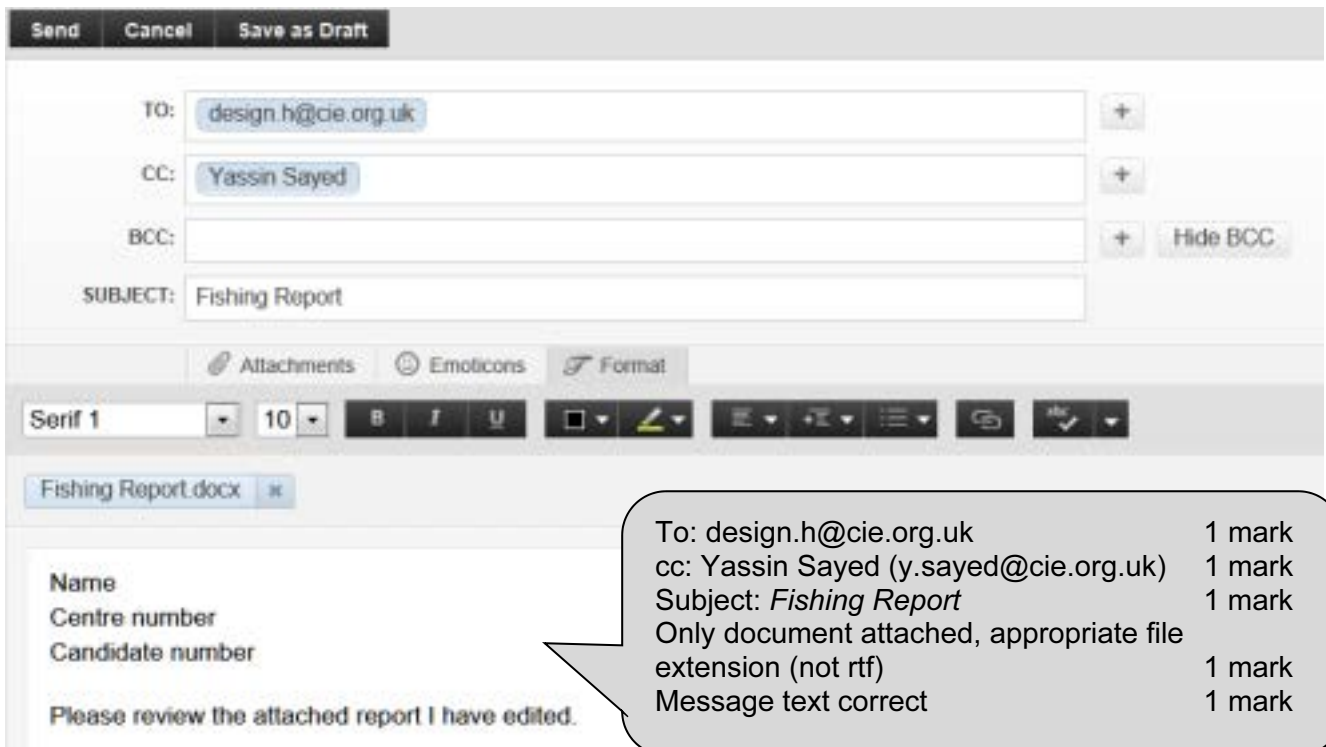 Send Cancel Save as Draft
TO: design.h@cie.org.uk +
CC: Yassin Sayed +
BCC: + Hide BCC
SUBJECT: Fishing Report
Attachments Emoticons Format
Serif 1 10 B I U abc
Fishing Report.docx x
Name
Centre number
Candidate number
Please review the attached report I have edited.
To: design.h@cie.org.uk 1 mark
cc: Yassin Sayed (y.sayed@cie.org.uk) 1 mark
Subject: Fishing Report 1 mark
Only document attached, appropriate file
extension (not rtf) 1 mark
Message text correct 1 mark